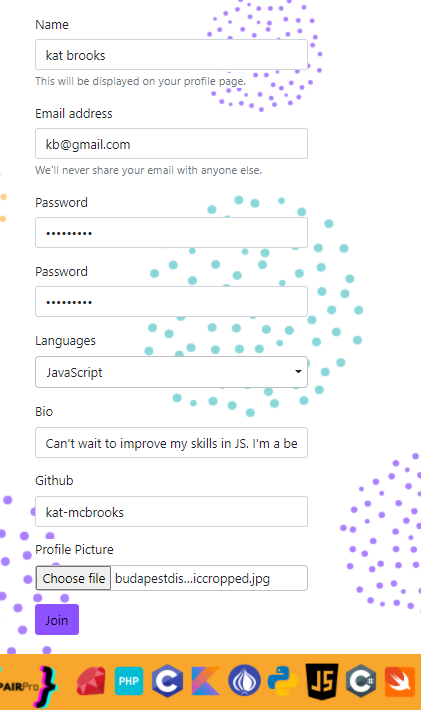 Name
kat brooks
This will be displayed on your profile page.
Email address
kb@gmail.com
We'll never share your email with anyone else.
Password
•••••••••
Password
•••••••••
Languages
JavaScript
Bio
Can't wait to improve my skills in JS. I'm a be
Github
kat-mcbrooks
Profile Picture
Choose file budapestdis...iccropped.jpg
Join
PAIRPro PHP C JS C#